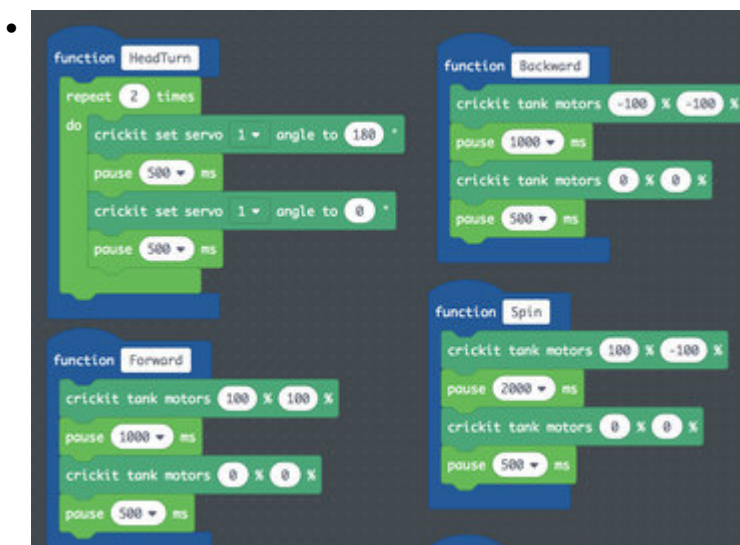 function HeadTurn
repeat 2 times
do
crickit set servo 1 angle to 180 °
pause 500 ms
crickit set servo 1 angle to 0 °
pause 500 ms
function Forward
crickit tank motors 100 % 100 %
pause 1000 ms
crickit tank motors 0 % 0 %
pause 500 ms
function Backward
crickit tank motors -100 % -100 %
pause 1000 ms
crickit tank motors 0 % 0 %
pause 500 ms
function Spin
crickit tank motors 100 % -100 %
pause 2000 ms
crickit tank motors 0 % 0 %
pause 500 ms